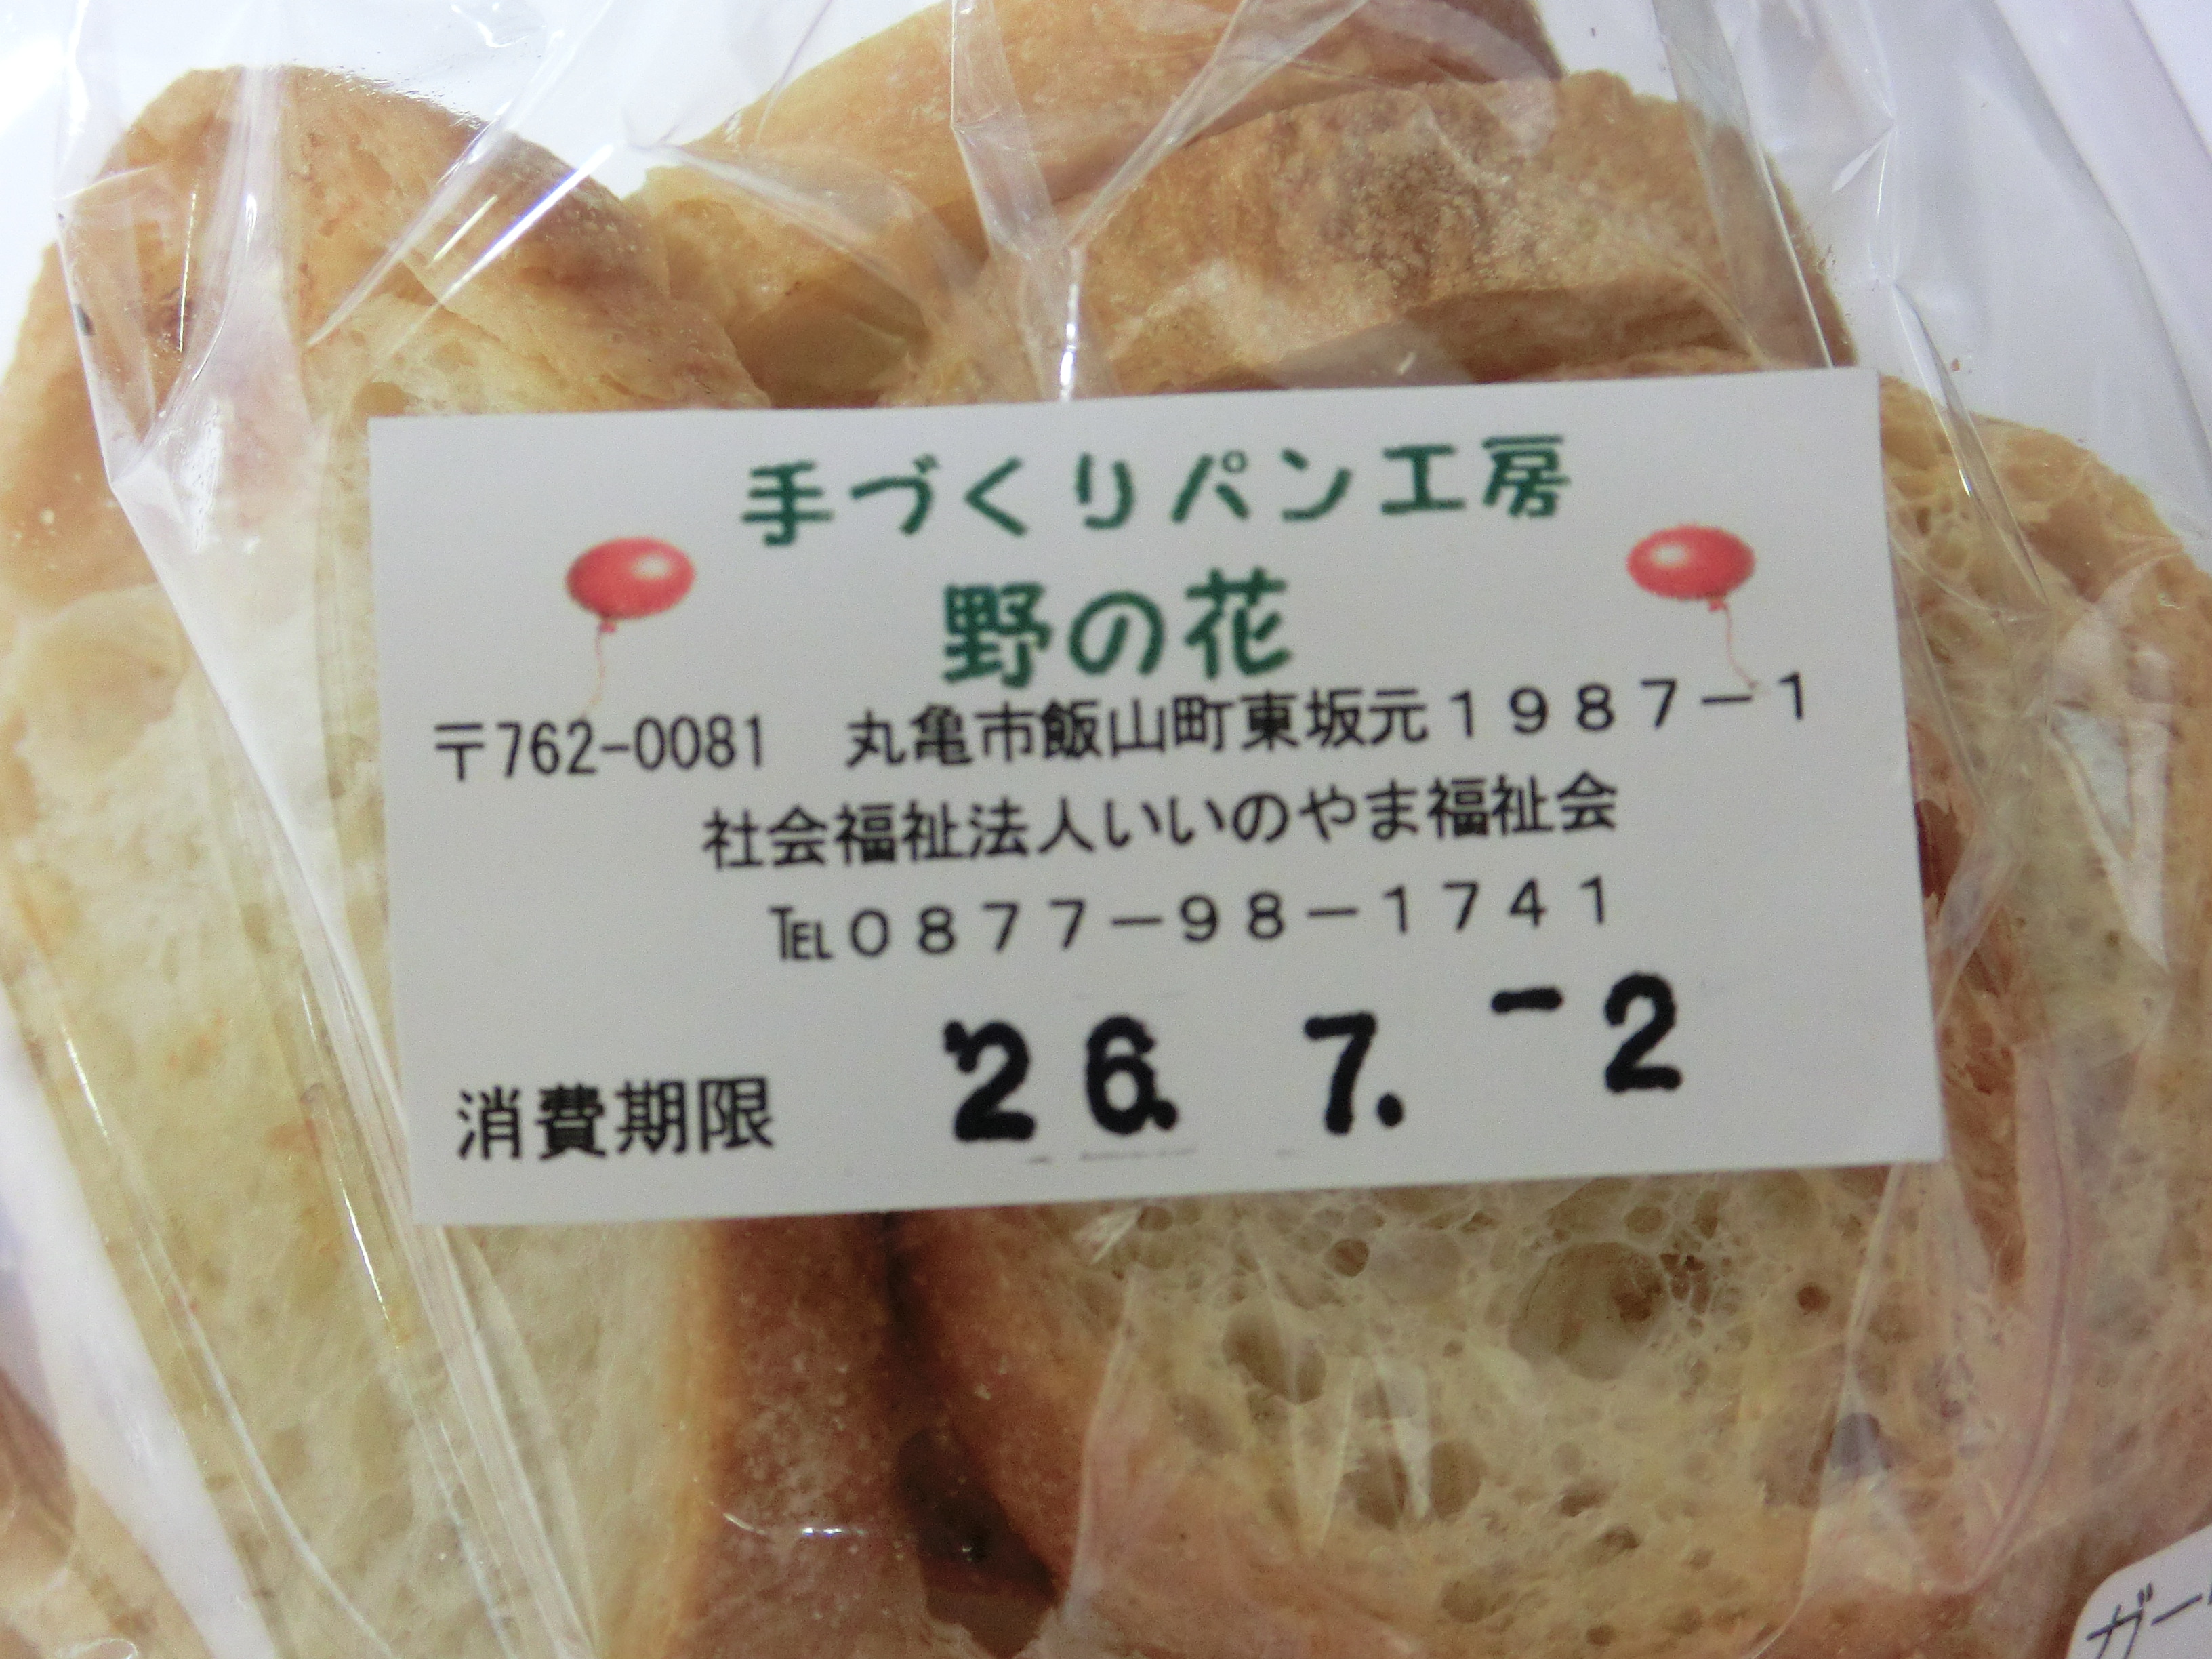 手づくりパン工房
野の花
〒762-0081　丸亀市飯山町東坂元１９８７－１
社会福祉法人いいのやま福祉会
℡０８７７－９８－１７４１
消費期限　'26. 7. -2
ガー